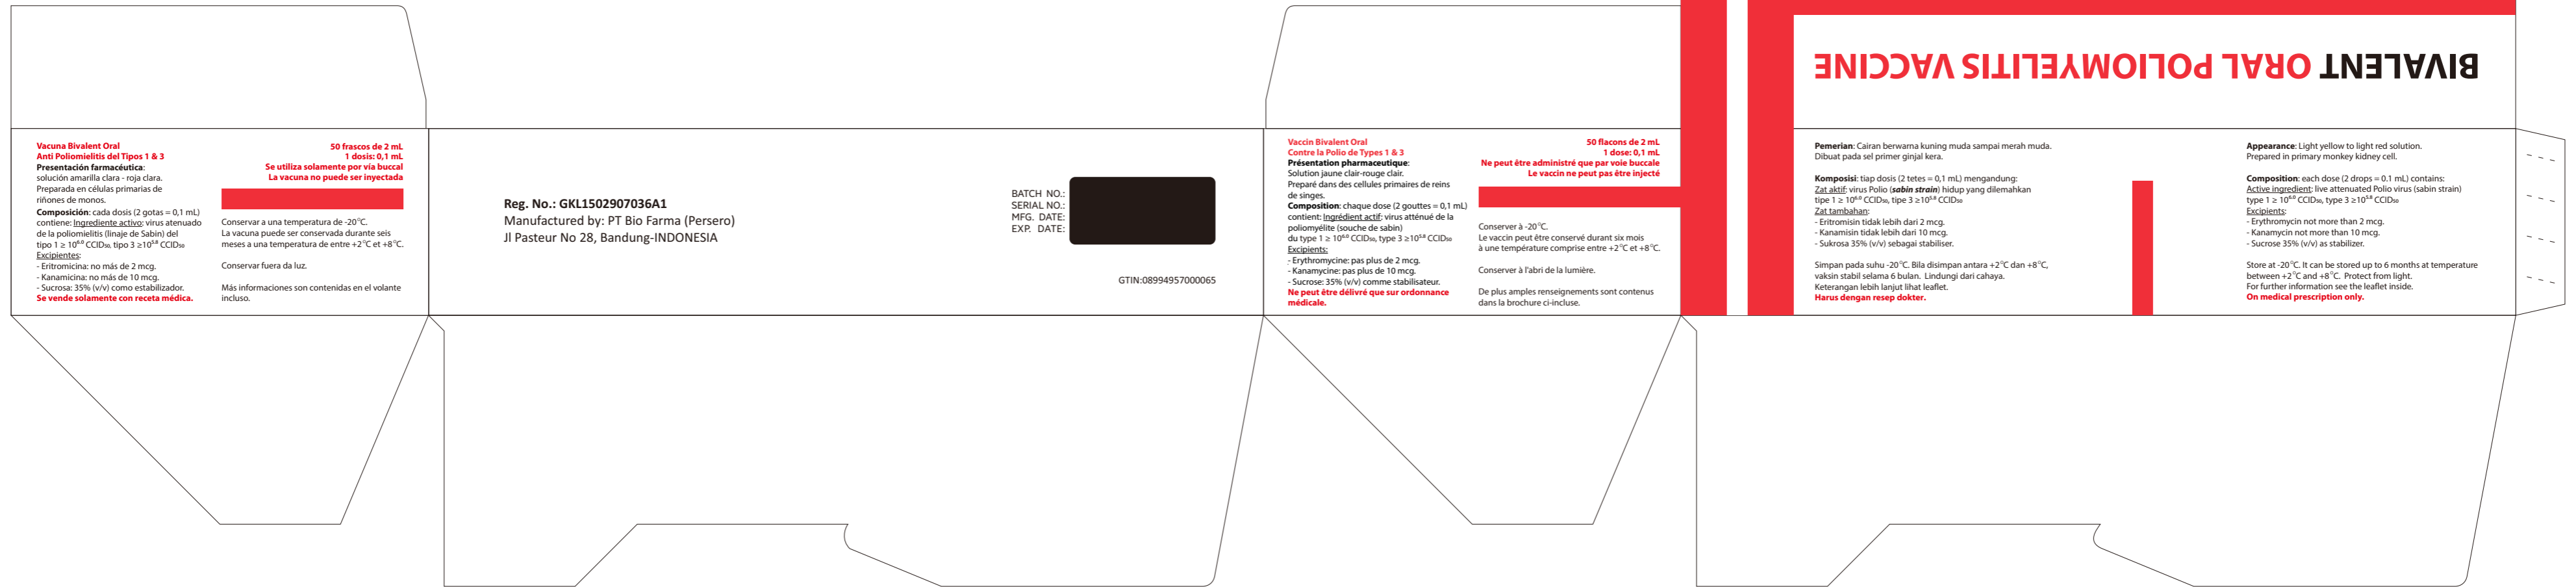 BIVALENT ORAL POLIOMYELITIS VACCINE
Vacuna Bivalent Oral
Anti Poliomielitis del Tipos 1 & 3
Presentación farmacéutica:
solución amarilla clara - roja clara.
Preparada en células primarias de
riñones de monos.
Composición: cada dosis (2 gotas = 0,1 mL)
contiene: Ingrediente activo: virus atenuado
de la poliomielitis (linaje de Sabin) del
tipo 1 ≥ 10⁶·⁰ CCID₅₀, tipo 3 ≥10⁵·⁸ CCID₅₀
Excipientes:
- Eritromicina: no más de 2 mcg.
- Kanamicina: no más de 10 mcg.
- Sucrosa: 35% (v/v) como estabilizador.
Se vende solamente con receta médica.
50 frascos de 2 mL
1 dosis: 0,1 mL
Se utiliza solamente por vía buccal
La vacuna no puede ser inyectada
Conservar a una temperatura de -20°C.
La vacuna puede ser conservada durante seis
meses a una temperatura de entre +2°C et +8°C.
Conservar fuera da luz.
Más informaciones son contenidas en el volante
incluso.
Reg. No.: GKL1502907036A1
Manufactured by: PT Bio Farma (Persero)
Jl Pasteur No 28, Bandung-INDONESIA
BATCH NO.:
SERIAL NO.:
MFG. DATE:
EXP. DATE:
GTIN:08994957000065
Vaccin Bivalent Oral
Contre la Polio de Types 1 & 3
Présentation pharmaceutique:
Solution jaune clair-rouge clair.
Preparé dans des cellules primaires de reins
de singes.
Composition: chaque dose (2 gouttes = 0,1 mL)
contient: Ingrédient actif: virus atténué de la
poliomyélite (souche de sabin)
du type 1 ≥ 10⁶·⁰ CCID₅₀, type 3 ≥10⁵·⁸ CCID₅₀
Excipients:
- Erythromycine: pas plus de 2 mcg.
- Kanamycine: pas plus de 10 mcg.
- Sucrose: 35% (v/v) comme stabilisateur.
Ne peut être délivré que sur ordonnance
médicale.
50 flacons de 2 mL
1 dose: 0,1 mL
Ne peut être administré que par voie buccale
Le vaccin ne peut pas être injecté
Conserver à -20°C.
Le vaccin peut être conservé durant six mois
à une température comprise entre +2°C et +8°C.
Conserver à l'abri de la lumière.
De plus amples renseignements sont contenus
dans la brochure ci-incluse.
Pemerian: Cairan berwarna kuning muda sampai merah muda.
Dibuat pada sel primer ginjal kera.
Komposisi: tiap dosis (2 tetes = 0,1 mL) mengandung:
Zat aktif: virus Polio (sabin strain) hidup yang dilemahkan
tipe 1 ≥ 10⁶·⁰ CCID₅₀, tipe 3 ≥10⁵·⁸ CCID₅₀
Zat tambahan:
- Eritromisin tidak lebih dari 2 mcg.
- Kanamisin tidak lebih dari 10 mcg.
- Sukrosa 35% (v/v) sebagai stabiliser.
Simpan pada suhu -20°C. Bila disimpan antara +2°C dan +8°C,
vaksin stabil selama 6 bulan. Lindungi dari cahaya.
Keterangan lebih lanjut lihat leaflet.
Harus dengan resep dokter.
Appearance: Light yellow to light red solution.
Prepared in primary monkey kidney cell.
Composition: each dose (2 drops = 0.1 mL) contains:
Active ingredient: live attenuated Polio virus (sabin strain)
type 1 ≥ 10⁶·⁰ CCID₅₀, type 3 ≥10⁵·⁸ CCID₅₀
Excipients:
- Erythromycin not more than 2 mcg.
- Kanamycin not more than 10 mcg.
- Sucrose 35% (v/v) as stabilizer.
Store at -20°C. It can be stored up to 6 months at temperature
between +2°C and +8°C. Protect from light.
For further information see the leaflet inside.
On medical prescription only.